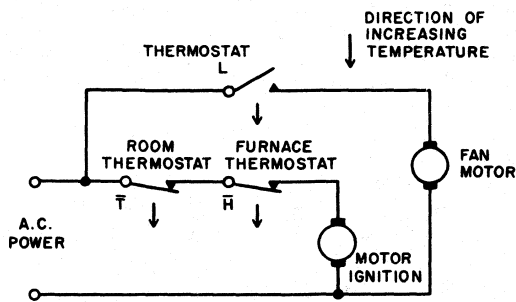 DIRECTION OF
INCREASING
TEMPERATURE
THERMOSTAT
L
ROOM
THERMOSTAT
FURNACE
THERMOSTAT
T̅
H̅
FAN
MOTOR
A.C.
POWER
MOTOR
IGNITION